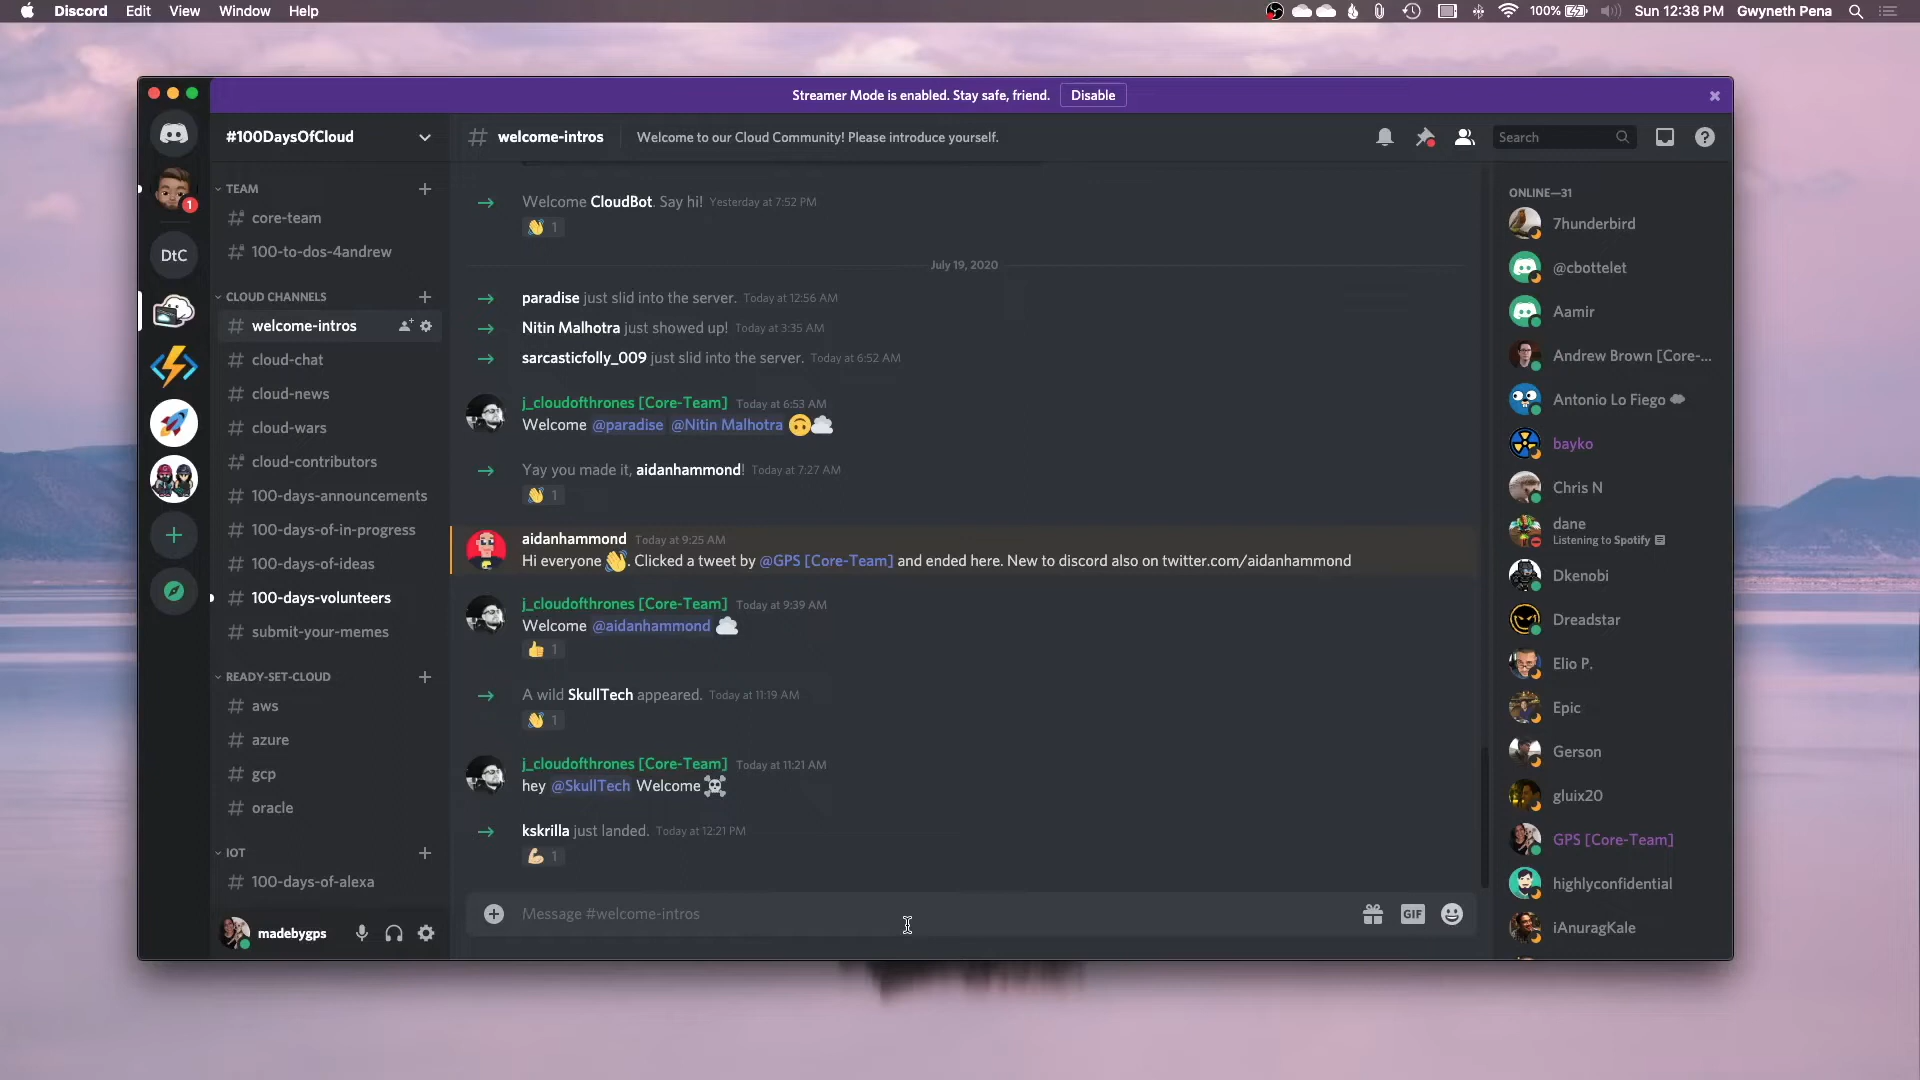 Discord Edit View Window Help
100% Sun 12:38 PM Gwyneth Pena
Streamer Mode is enabled. Stay safe, friend. Disable
#100DaysOfCloud
welcome-intros Welcome to our Cloud Community! Please introduce yourself.
Search
1
DtC
TEAM
core-team
100-to-dos-4andrew
CLOUD CHANNELS
# welcome-intros
# cloud-chat
# cloud-news
# cloud-wars
cloud-contributors
# 100-days-announcements
# 100-days-of-in-progress
# 100-days-of-ideas
# 100-days-volunteers
# submit-your-memes
READY-SET-CLOUD
# aws
# azure
# gcp
# oracle
IOT
# 100-days-of-alexa
madebygps
Welcome CloudBot. Say hi! Yesterday at 7:52 PM
👋 1
July 19, 2020
paradise just slid into the server. Today at 12:56 AM
Nitin Malhotra just showed up! Today at 3:35 AM
sarcasticfolly_009 just slid into the server. Today at 6:52 AM
j_cloudofthrones [Core-Team] Today at 6:53 AM
Welcome @paradise @Nitin Malhotra 🙃☁️
Yay you made it, aidanhammond! Today at 7:27 AM
👋 1
aidanhammond Today at 9:25 AM
Hi everyone 👋. Clicked a tweet by @GPS [Core-Team] and ended here. New to discord also on twitter.com/aidanhammond
j_cloudofthrones [Core-Team] Today at 9:39 AM
Welcome @aidanhammond ☁️
👍 1
A wild SkullTech appeared. Today at 11:19 AM
👋 1
j_cloudofthrones [Core-Team] Today at 11:21 AM
hey @SkullTech Welcome ☠️
kskrilla just landed. Today at 12:21 PM
💪 1
Message #welcome-intros
GIF
ONLINE—31
7hunderbird
@cbottelet
Aamir
Andrew Brown [Core-...
Antonio Lo Fiego
bayko
Chris N
dane
Listening to Spotify
Dkenobi
Dreadstar
Elio P.
Epic
Gerson
gluix20
GPS [Core-Team]
highlyconfidential
iAnuragKale